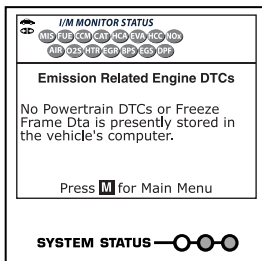 I/M MONITOR STATUS
MIS FUE CCM CAT HCA EVA HCC NOx
AIR O2S HTR EGR BPS EGS DPF
Emission Related Engine DTCs
No Powertrain DTCs or Freeze
Frame Dta is presently stored in
the vehicle's computer.
Press M for Main Menu
SYSTEM STATUS